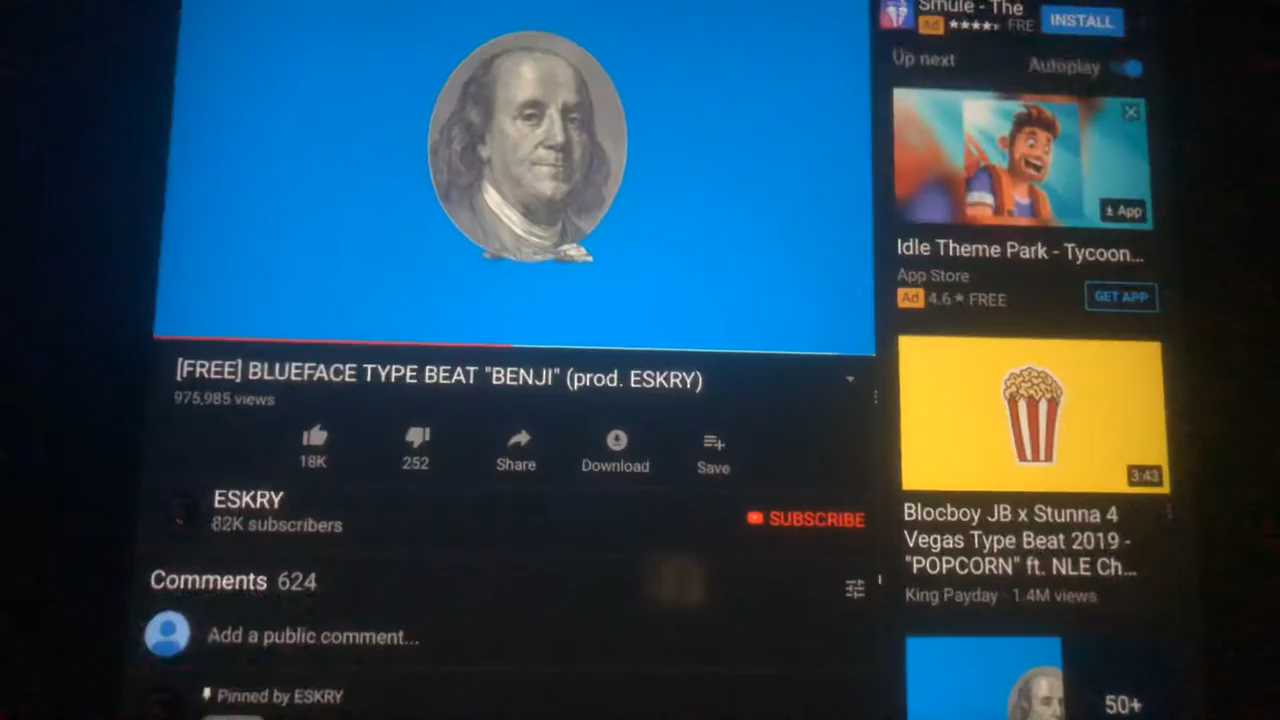 Smule - The
Ad ★★★★★ FREE
INSTALL
Up next
Autoplay
App
Idle Theme Park - Tycoon...
App Store
Ad 4.6★ FREE
GET APP
[FREE] BLUEFACE TYPE BEAT "BENJI" (prod. ESKRY)
975,985 views
18K
252
Share
Download
Save
ESKRY
82K subscribers
SUBSCRIBE
Comments 624
Add a public comment...
Pinned by ESKRY
3:43
Blocboy JB x Stunna 4
Vegas Type Beat 2019 -
"POPCORN" ft. NLE Ch...
King Payday · 1.4M views
50+